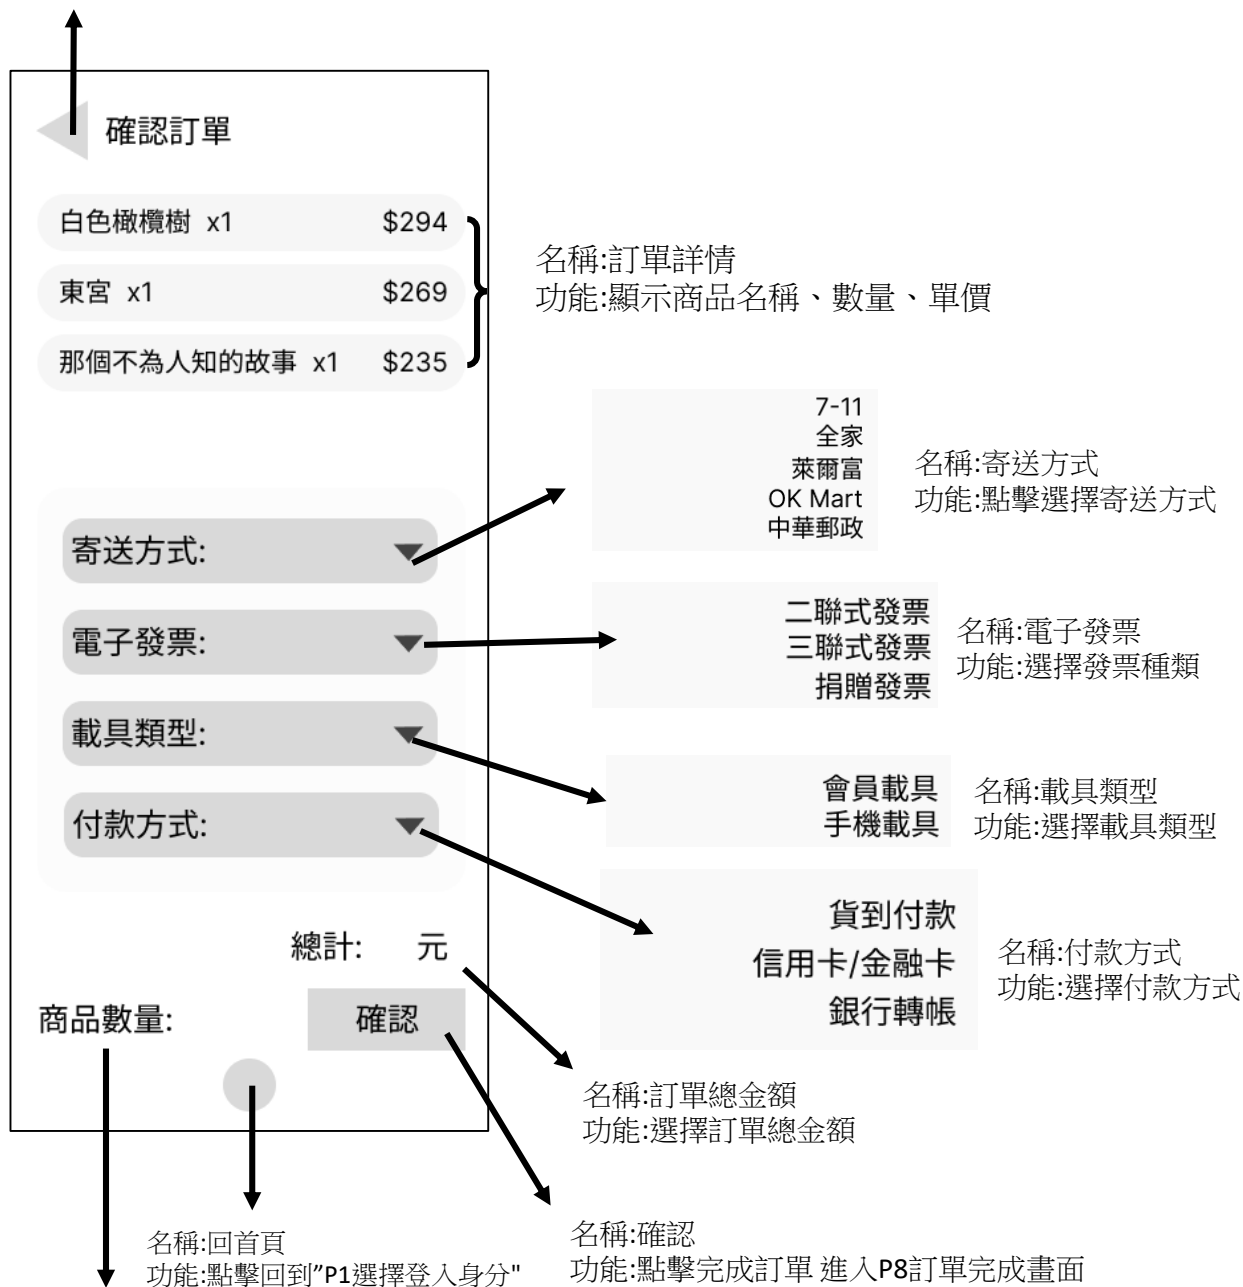 確認訂單
白色橄欖樹 x1 $294
東宮 x1 $269
那個不為人知的故事 x1 $235
名稱:訂單詳情
功能:顯示商品名稱、數量、單價
寄送方式:
7-11
全家
萊爾富
OK Mart
中華郵政
名稱:寄送方式
功能:點擊選擇寄送方式
電子發票:
二聯式發票
三聯式發票
捐贈發票
名稱:電子發票
功能:選擇發票種類
載具類型:
會員載具
手機載具
名稱:載具類型
功能:選擇載具類型
付款方式:
貨到付款
信用卡/金融卡
銀行轉帳
名稱:付款方式
功能:選擇付款方式
總計: 元
商品數量: 確認
名稱:訂單總金額
功能:選擇訂單總金額
名稱:回首頁
功能:點擊回到”P1選擇登入身分"
名稱:確認
功能:點擊完成訂單 進入P8訂單完成畫面